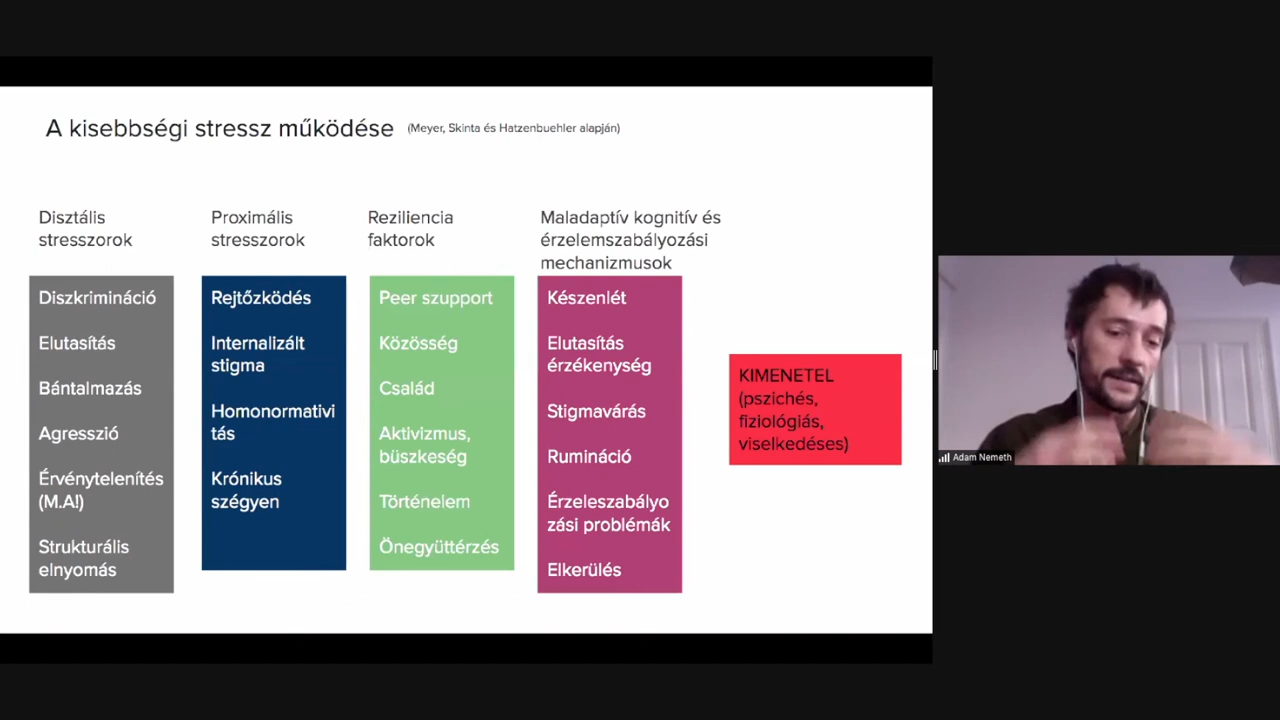 A kisebbségi stressz működése (Meyer, Skinta és Hatzenbuehler alapján)
Disztális
stresszorok
Diszkrimináció
Elutasítás
Bántalmazás
Agresszió
Érvénytelenítés
(M.A!)
Strukturális
elnyomás
Proximális
stresszorok
Rejtőzködés
Internalizált
stigma
Homonormativi
tás
Krónikus
szégyen
Reziliencia
faktorok
Peer szupport
Közösség
Család
Aktivizmus,
büszkeség
Történelem
Önegyüttérzés
Maladaptív kognitív és
érzelemszabályozási
mechanizmusok
Készenlét
Elutasítás
érzékenység
Stigmavárás
Rumináció
Érzeleszabályo
zási problémák
Elkerülés
KIMENETEL
(pszichés,
fiziológiás,
viselkedéses)
Adam Nemeth